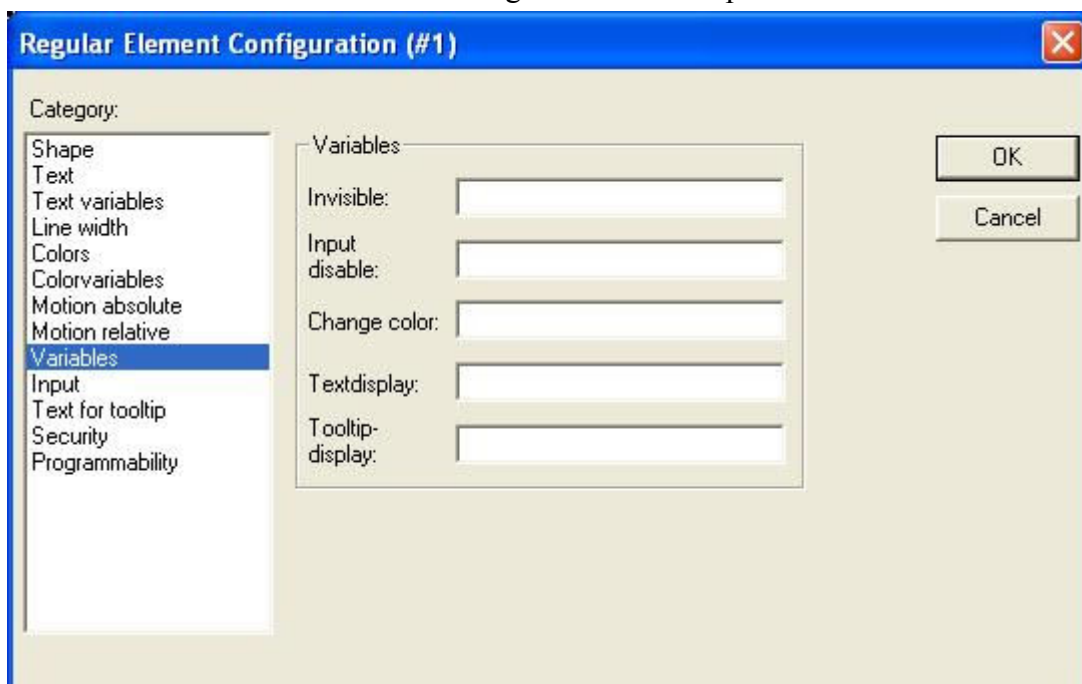 Regular Element Configuration (#1)
Category:
Shape
Text
Text variables
Line width
Colors
Colorvariables
Motion absolute
Motion relative
Variables
Input
Text for tooltip
Security
Programmability
Variables
Invisible:
Input
disable:
Change color:
Textdisplay:
Tooltip-
display:
OK
Cancel